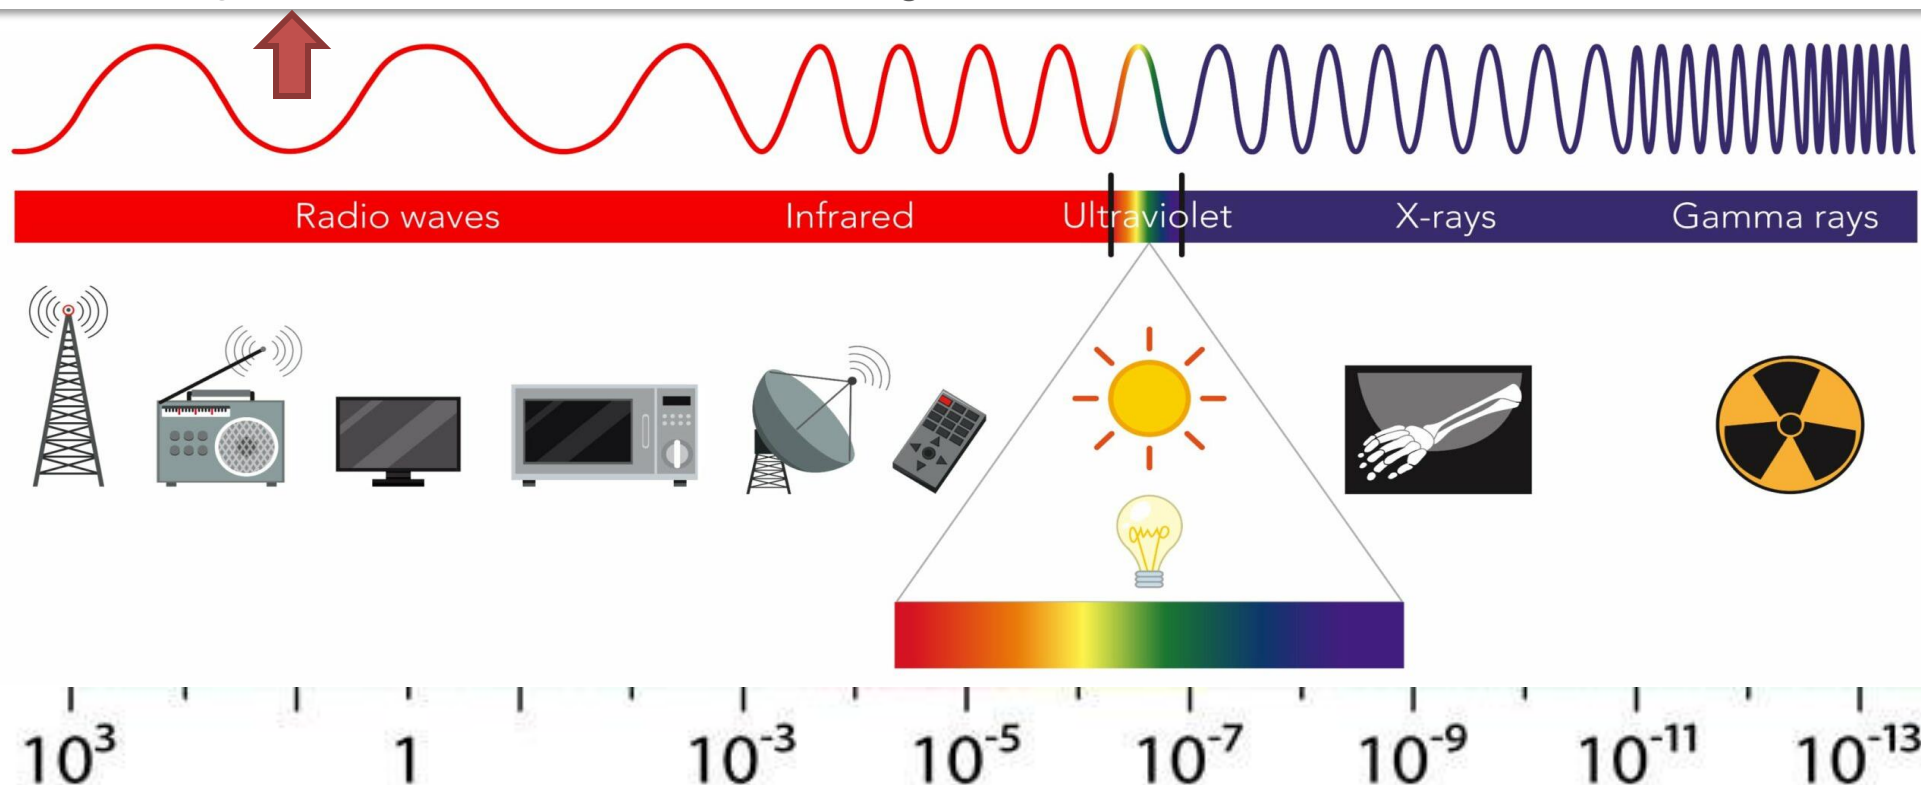 Radio waves Infrared Ultraviolet X-rays Gamma rays
10³ 1 10⁻³ 10⁻⁵ 10⁻⁷ 10⁻⁹ 10⁻¹¹ 10⁻¹³